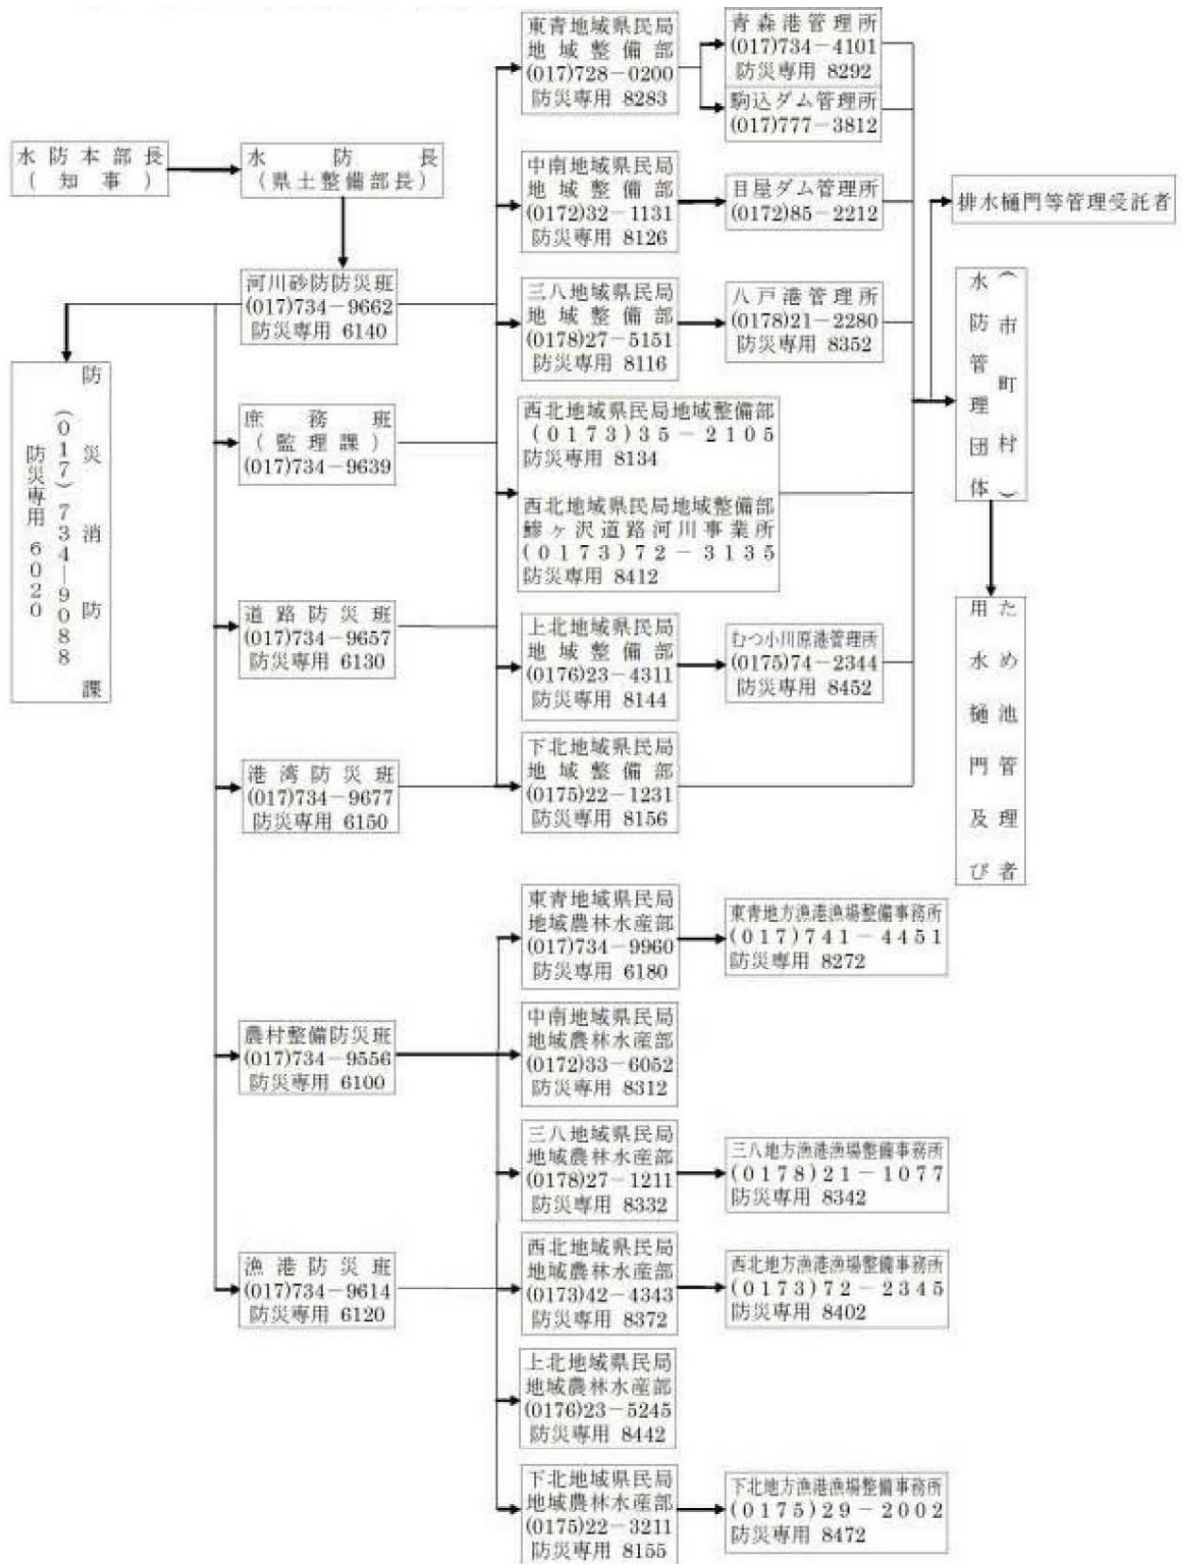 水防本部長
(知事)
水防長
(県土整備部長)
河川砂防防災班
(017)734-9662
防災専用 6140
防災消防課
(017)734-9088
防災専用 6020
庶務班
(監理課)
(017)734-9639
道路防災班
(017)734-9657
防災専用 6130
港湾防災班
(017)734-9677
防災専用 6150
農村整備防災班
(017)734-9556
防災専用 6100
漁港防災班
(017)734-9614
防災専用 6120
東青地域県民局
地域整備部
(017)728-0200
防災専用 8283
中南地域県民局
地域整備部
(0172)32-1131
防災専用 8126
三八地域県民局
地域整備部
(0178)27-5151
防災専用 8116
西北地域県民局地域整備部
(0173)35-2105
防災専用 8134
西北地域県民局地域整備部
鰺ヶ沢道路河川事業所
(0173)72-3135
防災専用 8412
上北地域県民局
地域整備部
(0176)23-4311
防災専用 8144
下北地域県民局
地域整備部
(0175)22-1231
防災専用 8156
東青地域県民局
地域農林水産部
(017)734-9960
防災専用 6180
中南地域県民局
地域農林水産部
(0172)33-6052
防災専用 8312
三八地域県民局
地域農林水産部
(0178)27-1211
防災専用 8332
西北地域県民局
地域農林水産部
(0173)42-4343
防災専用 8372
上北地域県民局
地域農林水産部
(0176)23-5245
防災専用 8442
下北地域県民局
地域農林水産部
(0175)22-3211
防災専用 8155
青森港管理所
(017)734-4101
防災専用 8292
駒込ダム管理所
(017)777-3812
目屋ダム管理所
(0172)85-2212
八戸港管理所
(0178)21-2280
防災専用 8352
むつ小川原港管理所
(0175)74-2344
防災専用 8452
東青地方漁港漁場整備事務所
(017)741-4451
防災専用 8272
三八地方漁港漁場整備事務所
(0178)21-1077
防災専用 8342
西北地方漁港漁場整備事務所
(0173)72-2345
防災専用 8402
下北地方漁港漁場整備事務所
(0175)29-2002
防災専用 8472
排水樋門等管理受託者
(市町村)
水防管理団体
ため池管理者
用水樋門及び